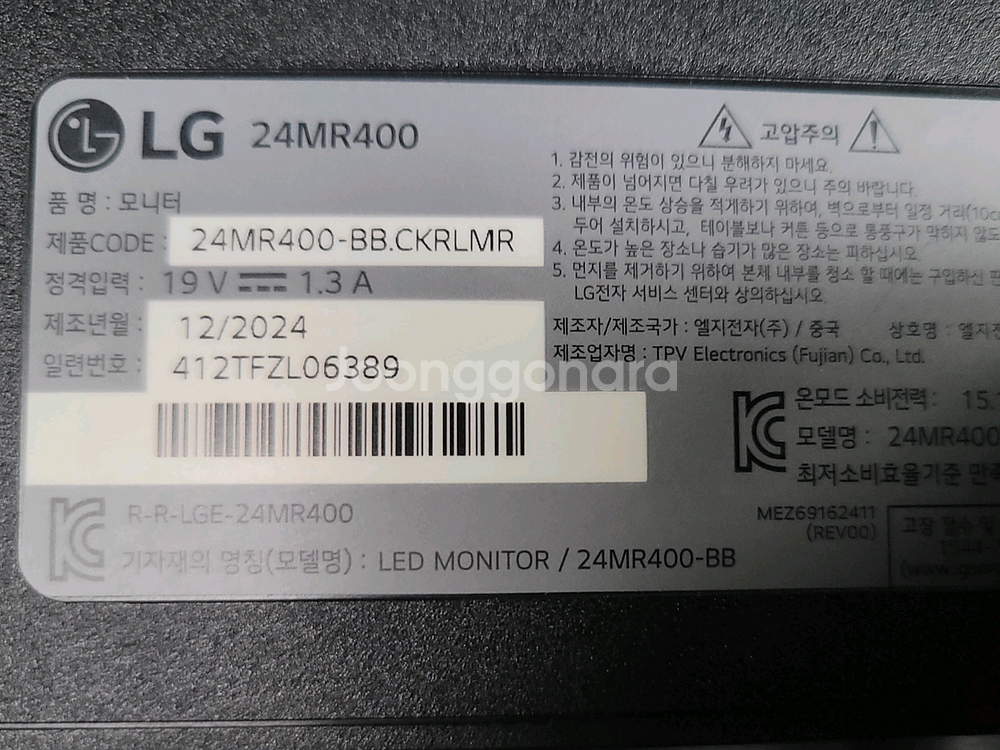 LG 24MR400
품 명 : 모니터
제품CODE : 24MR400-BB.CKRLMR
정격입력 : 19 V 1.3 A
제조년월 : 12/2024
일련번호 : 412TFZL06389
R-R-LGE-24MR400
기자재의 명칭(모델명) : LED MONITOR / 24MR400-BB
고압주의
1. 감전의 위험이 있으니 분해하지 마세요.
2. 제품이 넘어지면 다칠 우려가 있으니 주의 바랍니다.
3. 내부의 온도 상승을 적게하기 위하여, 벽으로부터 일정 거리(10c
두어 설치하시고, 테이블보나 커튼 등으로 통풍구가 막히지 않도
4. 온도가 높은 장소나 습기가 많은 장소는 피하십시오.
5. 먼지를 제거하기 위하여 본체 내부를 청소 할 때에는 구입하신
LG전자 서비스 센터와 상의하십시오.
제조자/제조국가 : 엘지전자(주) / 중국 상호명 : 엘지
제조업자명 : TPV Electronics (Fujian) Co., Ltd.
온모드 소비전력 : 15.
모델명 : 24MR400
최저소비효율기준 만
MEZ69162411
(REV00)
고장 접수
Juonggonara